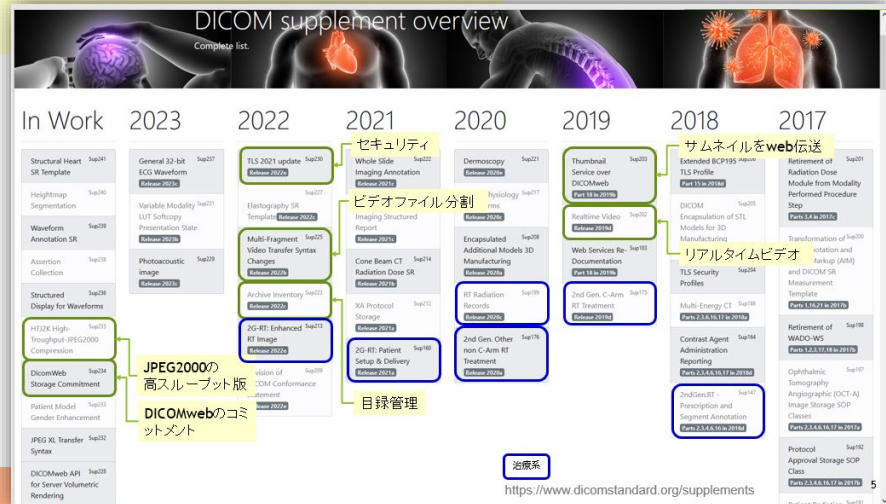 DICOM supplement overview
Complete list.
In Work
Structural Heart Sup241
SR Template
Heightmap Sup240
Segmentation
Waveform Sup239
Annotation SR
Assertion Sup238
Collection
Structured Sup236
Display for Waveforms
HTJ2K High- Sup235
Troughput-JPEG2000
Compression
DicomWeb Sup234
Storage Commitment
Patient Model Sup233
Gender Enhancement
JPEG XL Transfer Sup232
Syntax
DICOMweb API Sup228
for Server Volumetric
Rendering
JPEG2000の
高スループット版
DICOMwebのコミ
ットメント
2023
General 32-bit Sup237
ECG Waveform
Release 2023c
Variable Modality Sup231
LUT Softcopy
Presentation State
Release 2023b
Photoacoustic Sup229
image
Release 2023c
2022
TLS 2021 update Sup230
Release 2022e
Sup227
Elastography SR
Template Release 2022c
Multi-Fragment Sup225
Video Transfer Syntax
Changes
Release 2022b
Archive Inventory Sup223
Release 2022c
2G-RT: Enhanced Sup213
RT Image
Release 2022e
vision of Sup209
COM Conformance
atement
Release 2022e
セキュリティ
ビデオファイル分割
目録管理
2021
Whole Slide Sup222
Imaging Annotation
Release 2021c
Imaging Structured
Report
Release 2021c
Cone Beam CT Sup214
Radiation Dose SR
Release 2021b
XA Protocol Sup212
Storage
Release 2021a
2G-RT: Patient Sup160
Setup & Delivery
Release 2021a
2020
Dermoscopy Sup221
Release 2020c
physiology Sup217
rms
Release 2020c
Encapsulated Sup208
Additional Models 3D
Manufacturing
Release 2020a
RT Radiation Sup199
Records
Release 2020c
2nd Gen. Other Sup176
non C-Arm RT
Treatment
Release 2020a
2019
Thumbnail Sup203
Service over
DICOMweb
Part 18 in 2019b
Realtime Video Sup202
Release 2019d
Web Services Re- Sup183
Documentation
Part 18 in 2019b
2nd Gen. C-Arm Sup175
RT Treatment
Release 2019d
サムネイルをweb伝送
リアルタイムビデオ
2018
Extended BCP195 Sup206
TLS Profile
Part 15 in 2018d
DICOM Sup205
Encapsulation of STL
Models for 3D
Manufacturing
TLS Security Sup204
Profiles
Multi-Energy CT Sup188
Parts 2,3,6,16,17 in 2018a
Contrast Agent Sup164
Administration
Reporting
Parts 2,3,4,6,16,17 in 2018d
2ndGen.RT - Sup147
Prescription and
Segment Annotation
Parts 2,3,4,6,16 in 2018d
2017
Retirement of Sup201
Radiation Dose
Module from Modality
Performed Procedure
Step
Parts 3,4 in 2017c
Transformation of Sup200
otation and
Markup (AIM)
and DICOM SR
Measurement
Template
Parts 1,16,21 in 2017b
Retirement of Sup198
WADO-WS
Parts 1,2,3,17,18 in 2017b
Ophthalmic Sup197
Tomography
Angiographic (OCT-A)
Image Storage SOP
Classes
Parts 2,3,4,6,16,17 in 2017a
Protocol Sup192
Approval Storage SOP
Class
Parts 2,3,4,6,16,17 in 2017b
治療系
https://www.dicomstandard.org/supplements
5